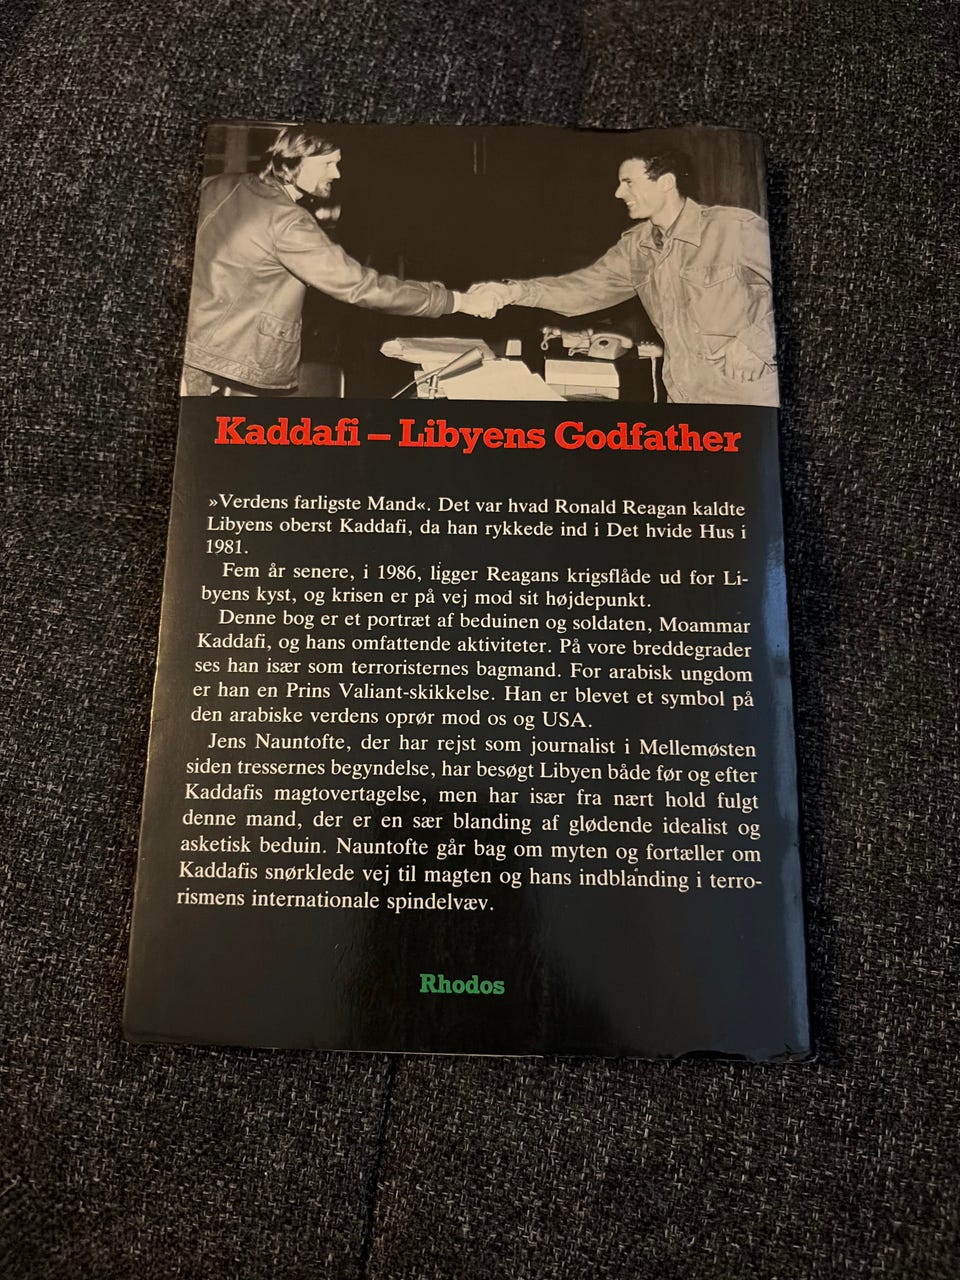 Kaddafi – Libyens Godfather
»Verdens farligste Mand«. Det var hvad Ronald Reagan kaldte
Libyens oberst Kaddafi, da han rykkede ind i Det hvide Hus i
1981.
Fem år senere, i 1986, ligger Reagans krigsflåde ud for Li-
byens kyst, og krisen er på vej mod sit højdepunkt.
Denne bog er et portræt af beduinen og soldaten, Moammar
Kaddafi, og hans omfattende aktiviteter. På vore breddegrader
ses han især som terroristernes bagmand. For arabisk ungdom
er han en Prins Valiant-skikkelse. Han er blevet et symbol på
den arabiske verdens oprør mod os og USA.
Jens Nauntofte, der har rejst som journalist i Mellemøsten
siden tressernes begyndelse, har besøgt Libyen både før og efter
Kaddafis magtovertagelse, men har især fra nært hold fulgt
denne mand, der er en sær blanding af glødende idealist og
asketisk beduin. Nauntofte går bag om myten og fortæller om
Kaddafis snørklede vej til magten og hans indblanding i terro-
rismens internationale spindelvæv.
Rhodos